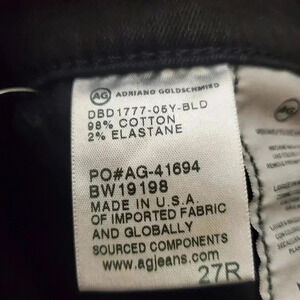 AG ADRIANO GOLDSCHMIED
DBD1777-05Y-BLD
98% COTTON
2% ELASTANE
PO#AG-41694
BW19198
MADE IN U.S.A.
OF IMPORTED FABRIC
AND GLOBALLY
SOURCED COMPONENTS
www.agjeans.com
27R
AG